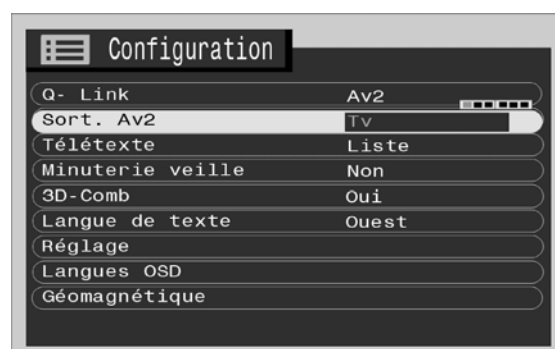 Configuration
Q- Link Av2
Sort. Av2 Tv
Télétexte Liste
Minuterie veille Non
3D-Comb Oui
Langue de texte Ouest
Réglage
Langues OSD
Géomagnétique